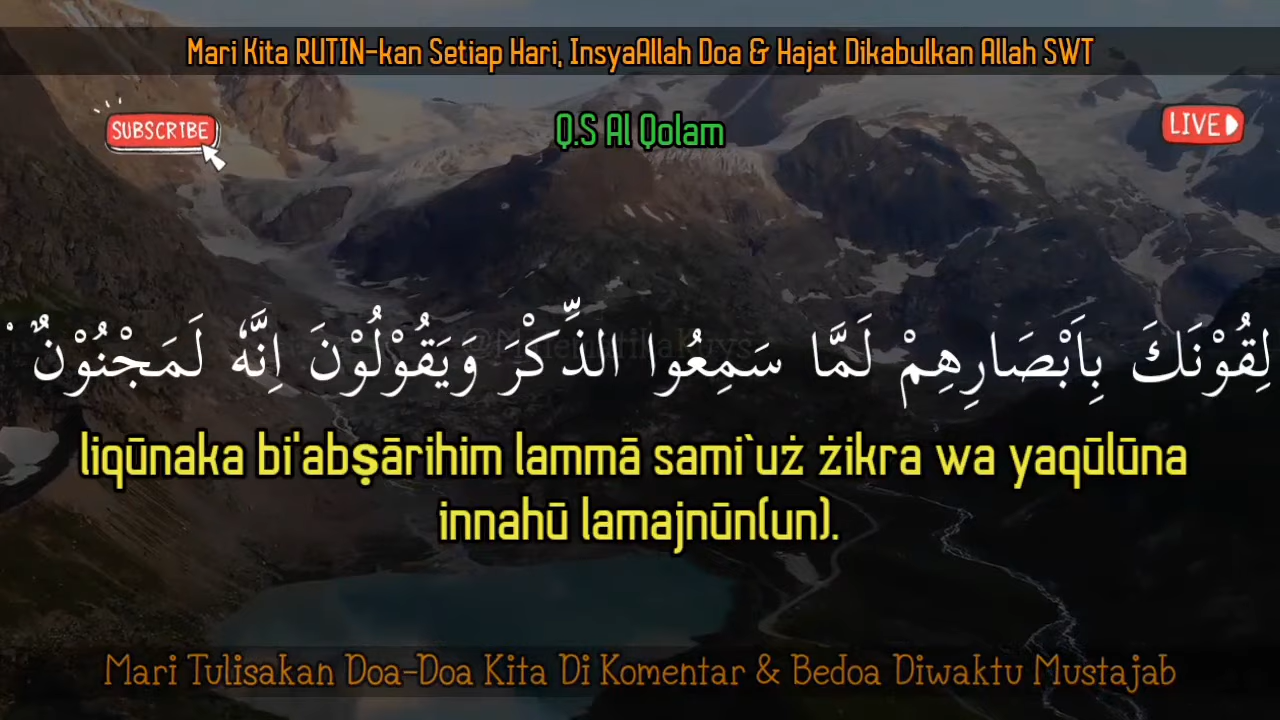 Mari Kita RUTIN-kan Setiap Hari, InsyaAllah Doa & Hajat Dikabulkan Allah SWT
SUBSCRIBE
Q.S Al Qolam
LIVE
لِقُوْنَكَ بِاَبْصَارِهِمْ لَمَّا سَمِعُوا الذِّكْرَ وَيَقُوْلُوْنَ اِنَّهٗ لَمَجْنُوْنٌ ۘ
liqūnaka bi'abṣārihim lammā sami`uż żikra wa yaqūlūna
innahū lamajnūn(un).
Mari Tulisakan Doa-Doa Kita Di Komentar & Bedoa Diwaktu Mustajab